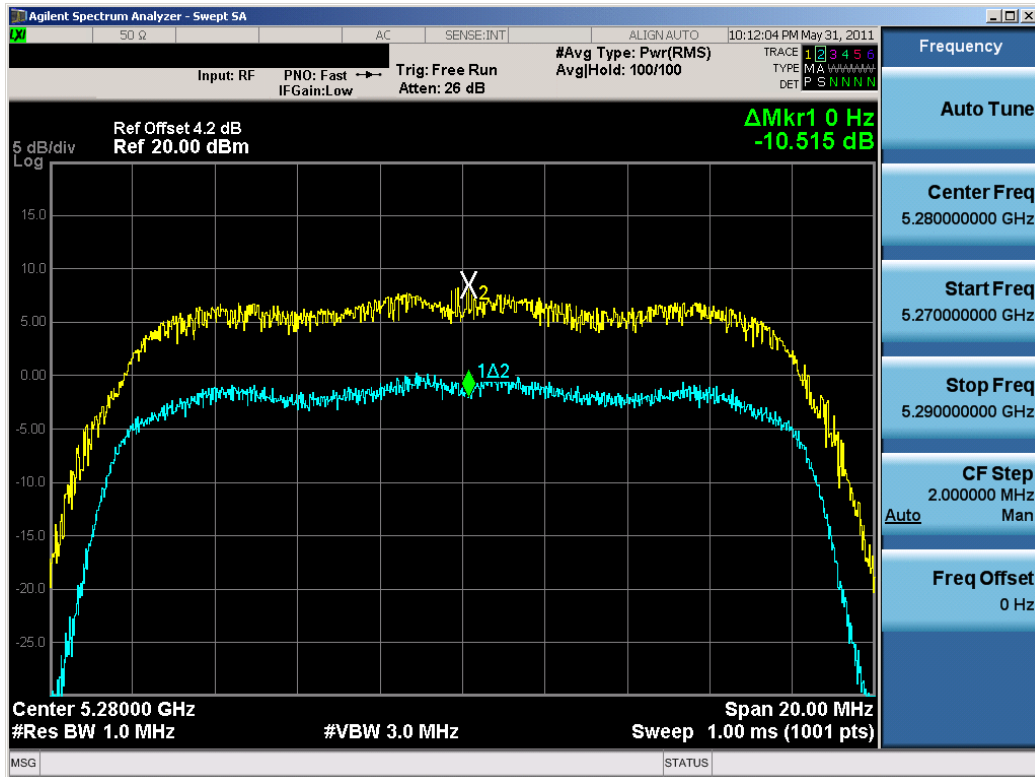 Agilent Spectrum Analyzer - Swept SA
LXI 50 Ω AC SENSE:INT ALIGN AUTO 10:12:04 PM May 31, 2011
Input: RF PNO: Fast Trig: Free Run #Avg Type: Pwr(RMS) TRACE 1 2 3 4 5 6
IFGain:Low Atten: 26 dB Avg|Hold: 100/100 TYPE M A W W W W
DET P S N N N N
Ref Offset 4.2 dB ΔMkr1 0 Hz
5 dB/div Ref 20.00 dBm -10.515 dB
Log
15.0
10.0
X2
5.00
0.00
1Δ2
-5.00
-10.0
-15.0
-20.0
-25.0
Center 5.28000 GHz Span 20.00 MHz
#Res BW 1.0 MHz #VBW 3.0 MHz Sweep 1.00 ms (1001 pts)
MSG STATUS
Frequency
Auto Tune
Center Freq
5.280000000 GHz
Start Freq
5.270000000 GHz
Stop Freq
5.290000000 GHz
CF Step
2.000000 MHz
Auto Man
Freq Offset
0 Hz